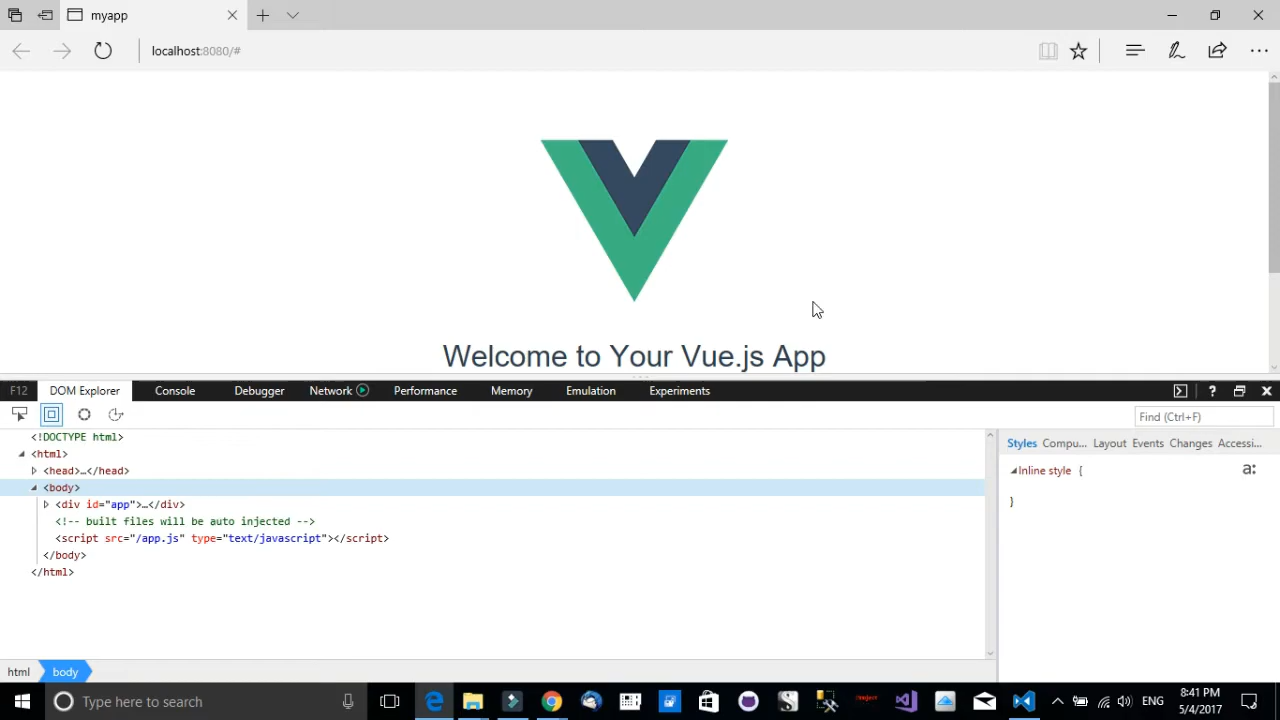 myapp
localhost:8080/#
Welcome to Your Vue.js App
F12 DOM Explorer Console Debugger Network Performance Memory Emulation Experiments ?
Find (Ctrl+F)
<!DOCTYPE html>
<html>
<head>…</head>
<body>
<div id="app">…</div>
<!-- built files will be auto injected -->
<script src="/app.js" type="text/javascript"></script>
</body>
</html>
Styles Compu... Layout Events Changes Accessi...
Inline style { a:
}
html body
Type here to search
ENG
8:41 PM
5/4/2017